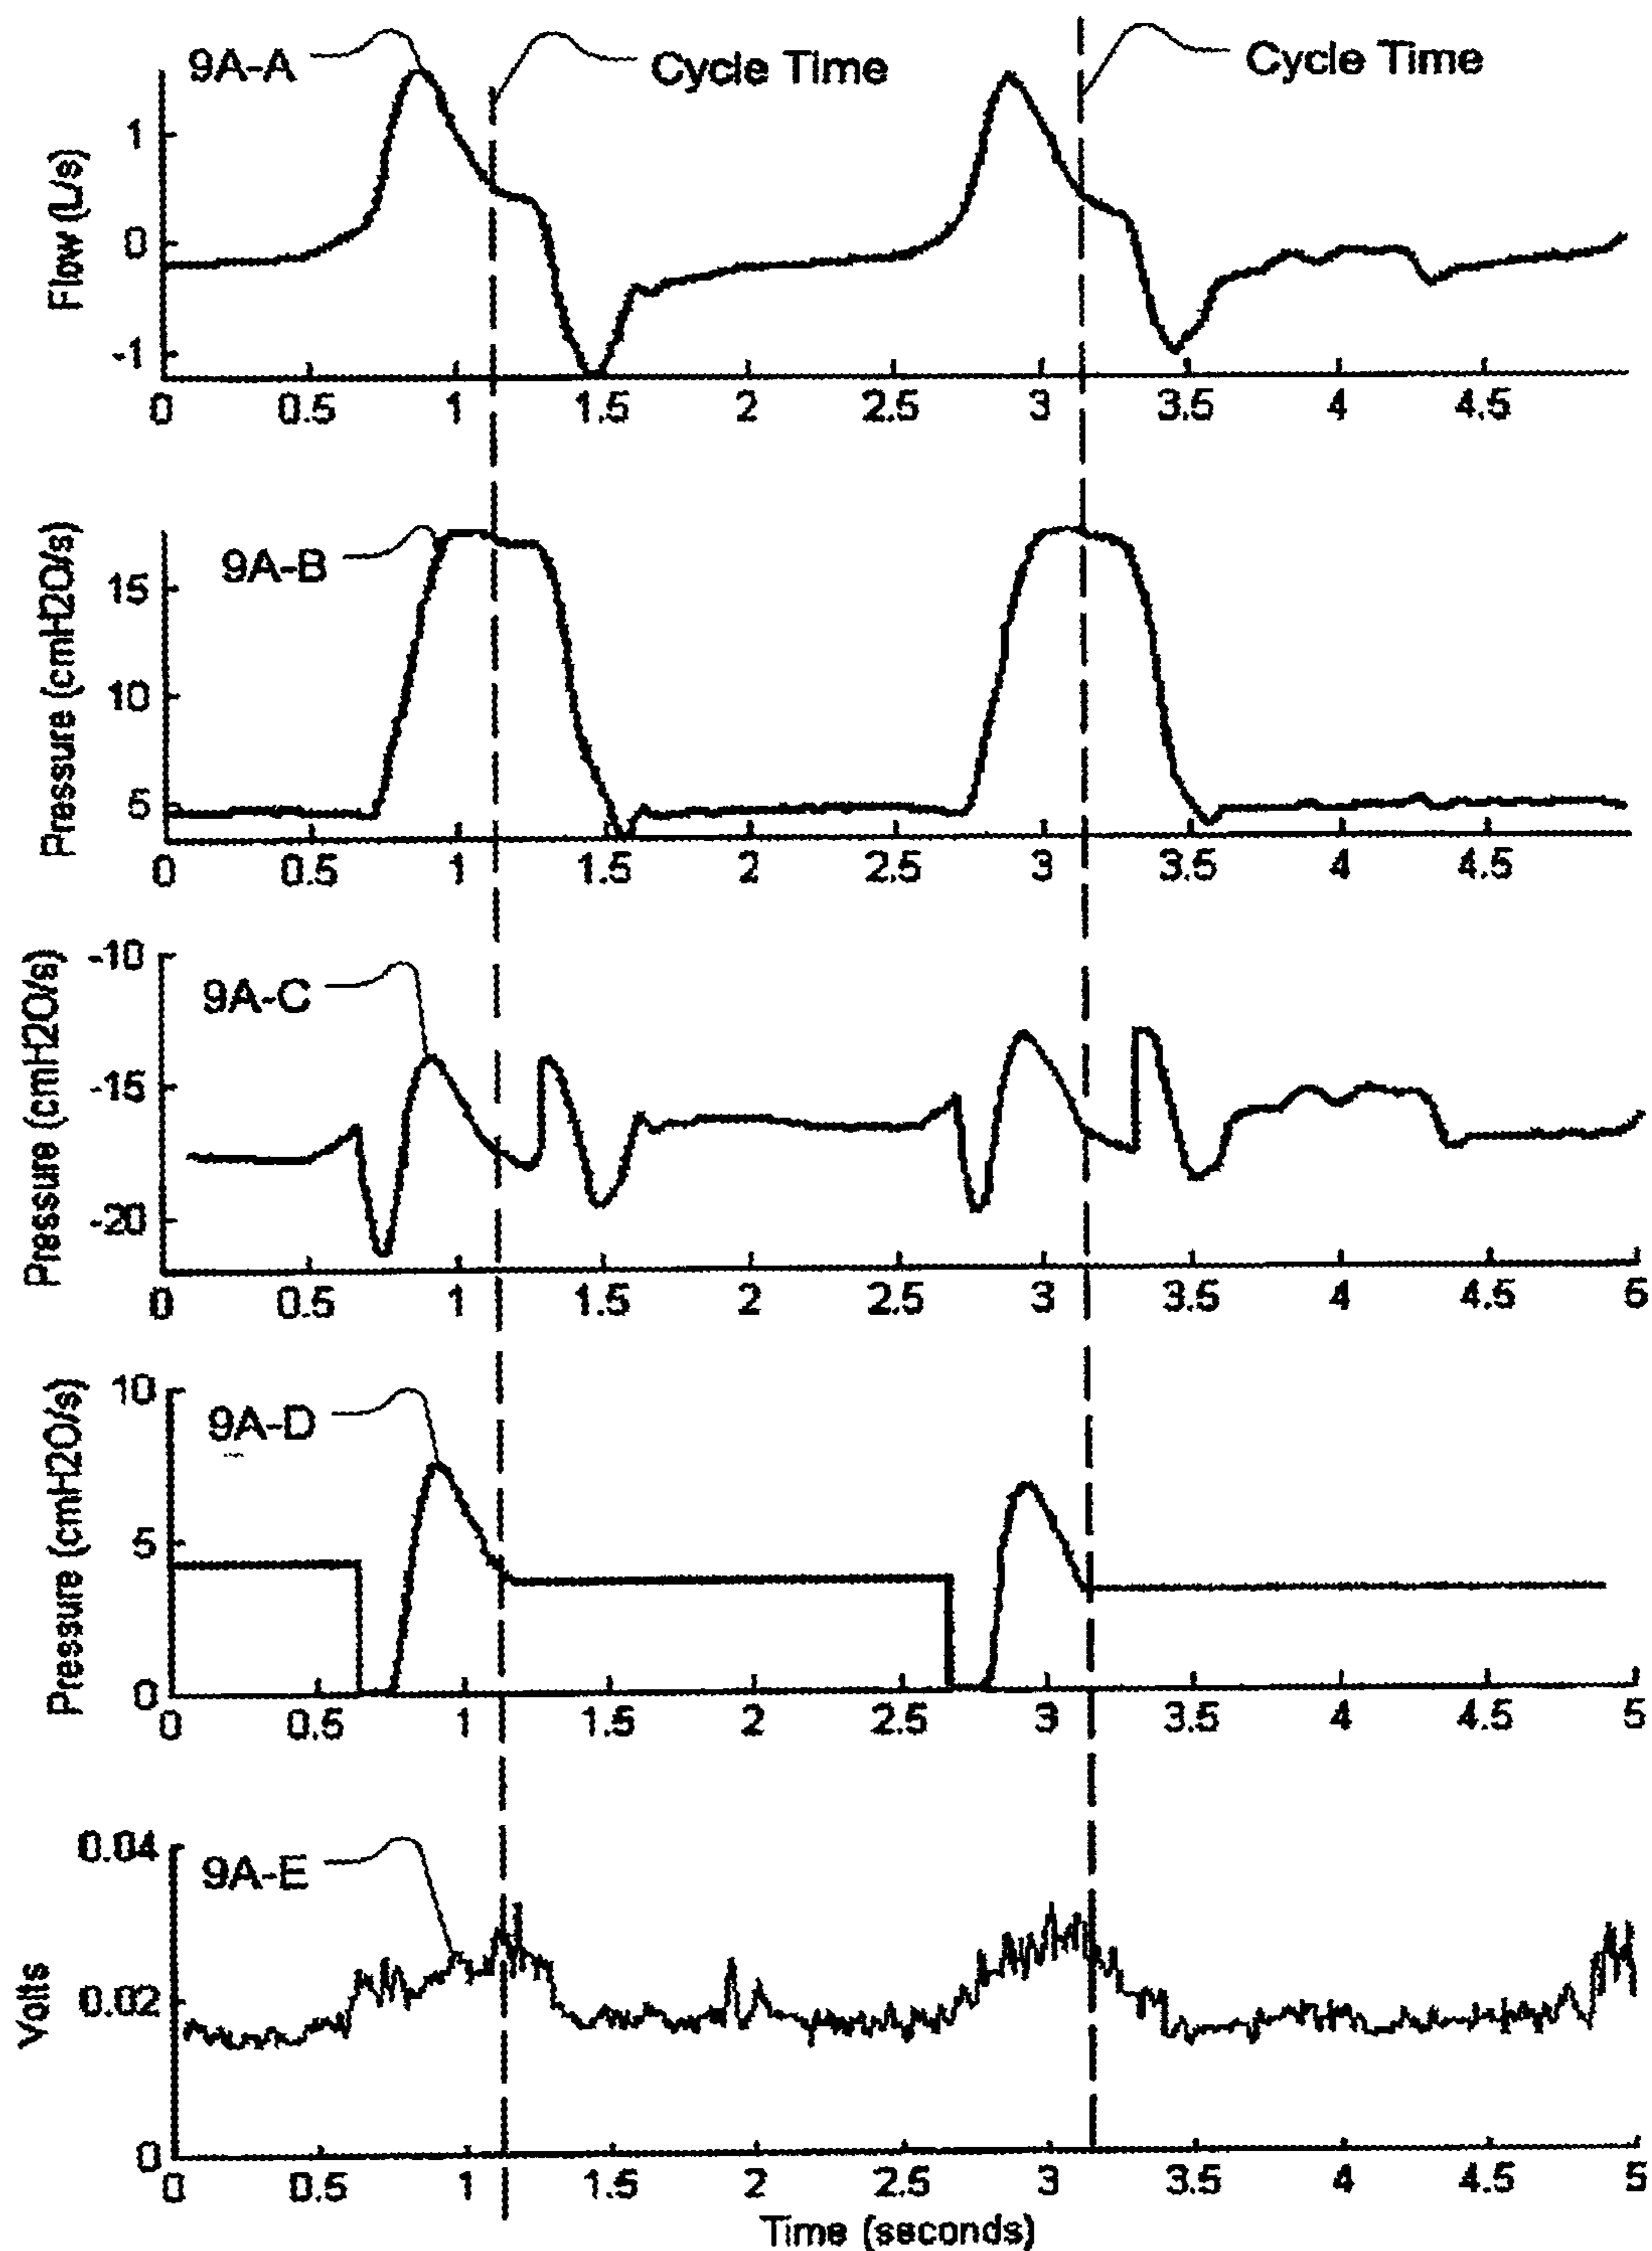 9A-A
Cycle Time
Cycle Time
Flow (L/s)
1
0
-1
0 0.5 1 1.5 2 2.5 3 3.5 4 4.5
9A-B
Pressure (cmH2O/s)
15
10
5
0 0.5 1 1.5 2 2.5 3 3.5 4 4.5
9A-C
Pressure (cmH2O/s)
-10
-15
-20
0 0.5 1 1.5 2 2.5 3 3.5 4 4.5 5
9A-D
Pressure (cmH2O/s)
10
5
0
0 0.5 1 1.5 2 2.5 3 3.5 4 4.5 5
9A-E
Volts
0.04
0.02
0
0 0.5 1 1.5 2 2.5 3 3.5 4 4.5 5
Time (seconds)